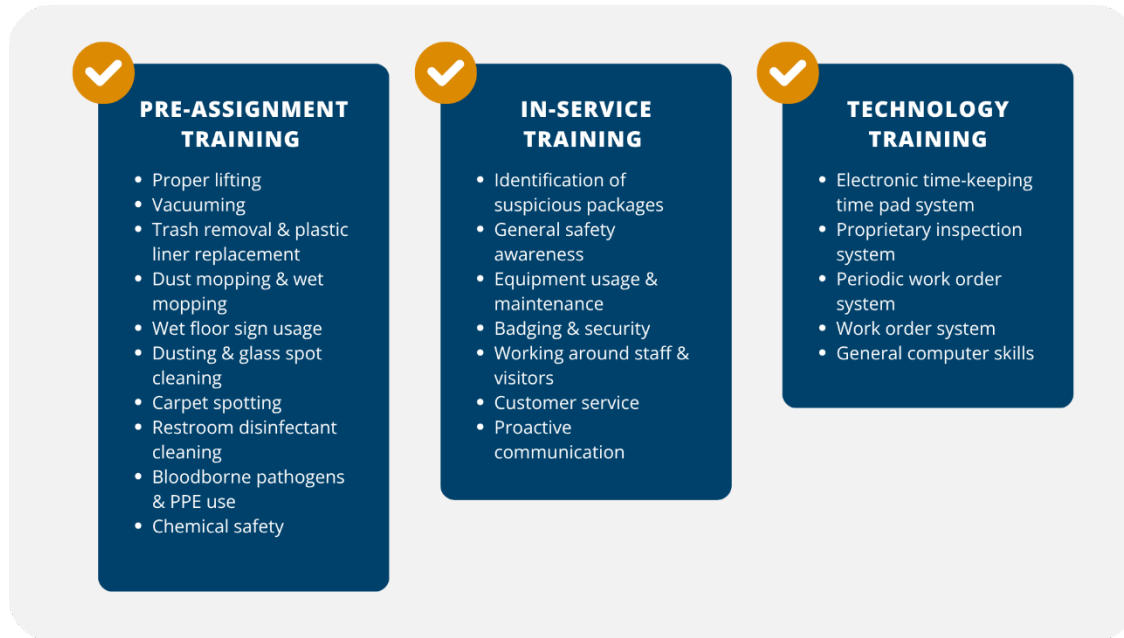 PRE-ASSIGNMENT
TRAINING
• Proper lifting
• Vacuuming
• Trash removal & plastic
liner replacement
• Dust mopping & wet
mopping
• Wet floor sign usage
• Dusting & glass spot
cleaning
• Carpet spotting
• Restroom disinfectant
cleaning
• Bloodborne pathogens
& PPE use
• Chemical safety
IN-SERVICE
TRAINING
• Identification of
suspicious packages
• General safety
awareness
• Equipment usage &
maintenance
• Badging & security
• Working around staff &
visitors
• Customer service
• Proactive
communication
TECHNOLOGY
TRAINING
• Electronic time-keeping
time pad system
• Proprietary inspection
system
• Periodic work order
system
• Work order system
• General computer skills